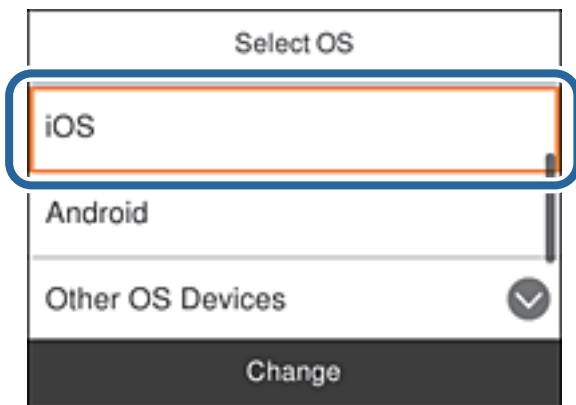 Select OS
iOS
Android
Other OS Devices
Change